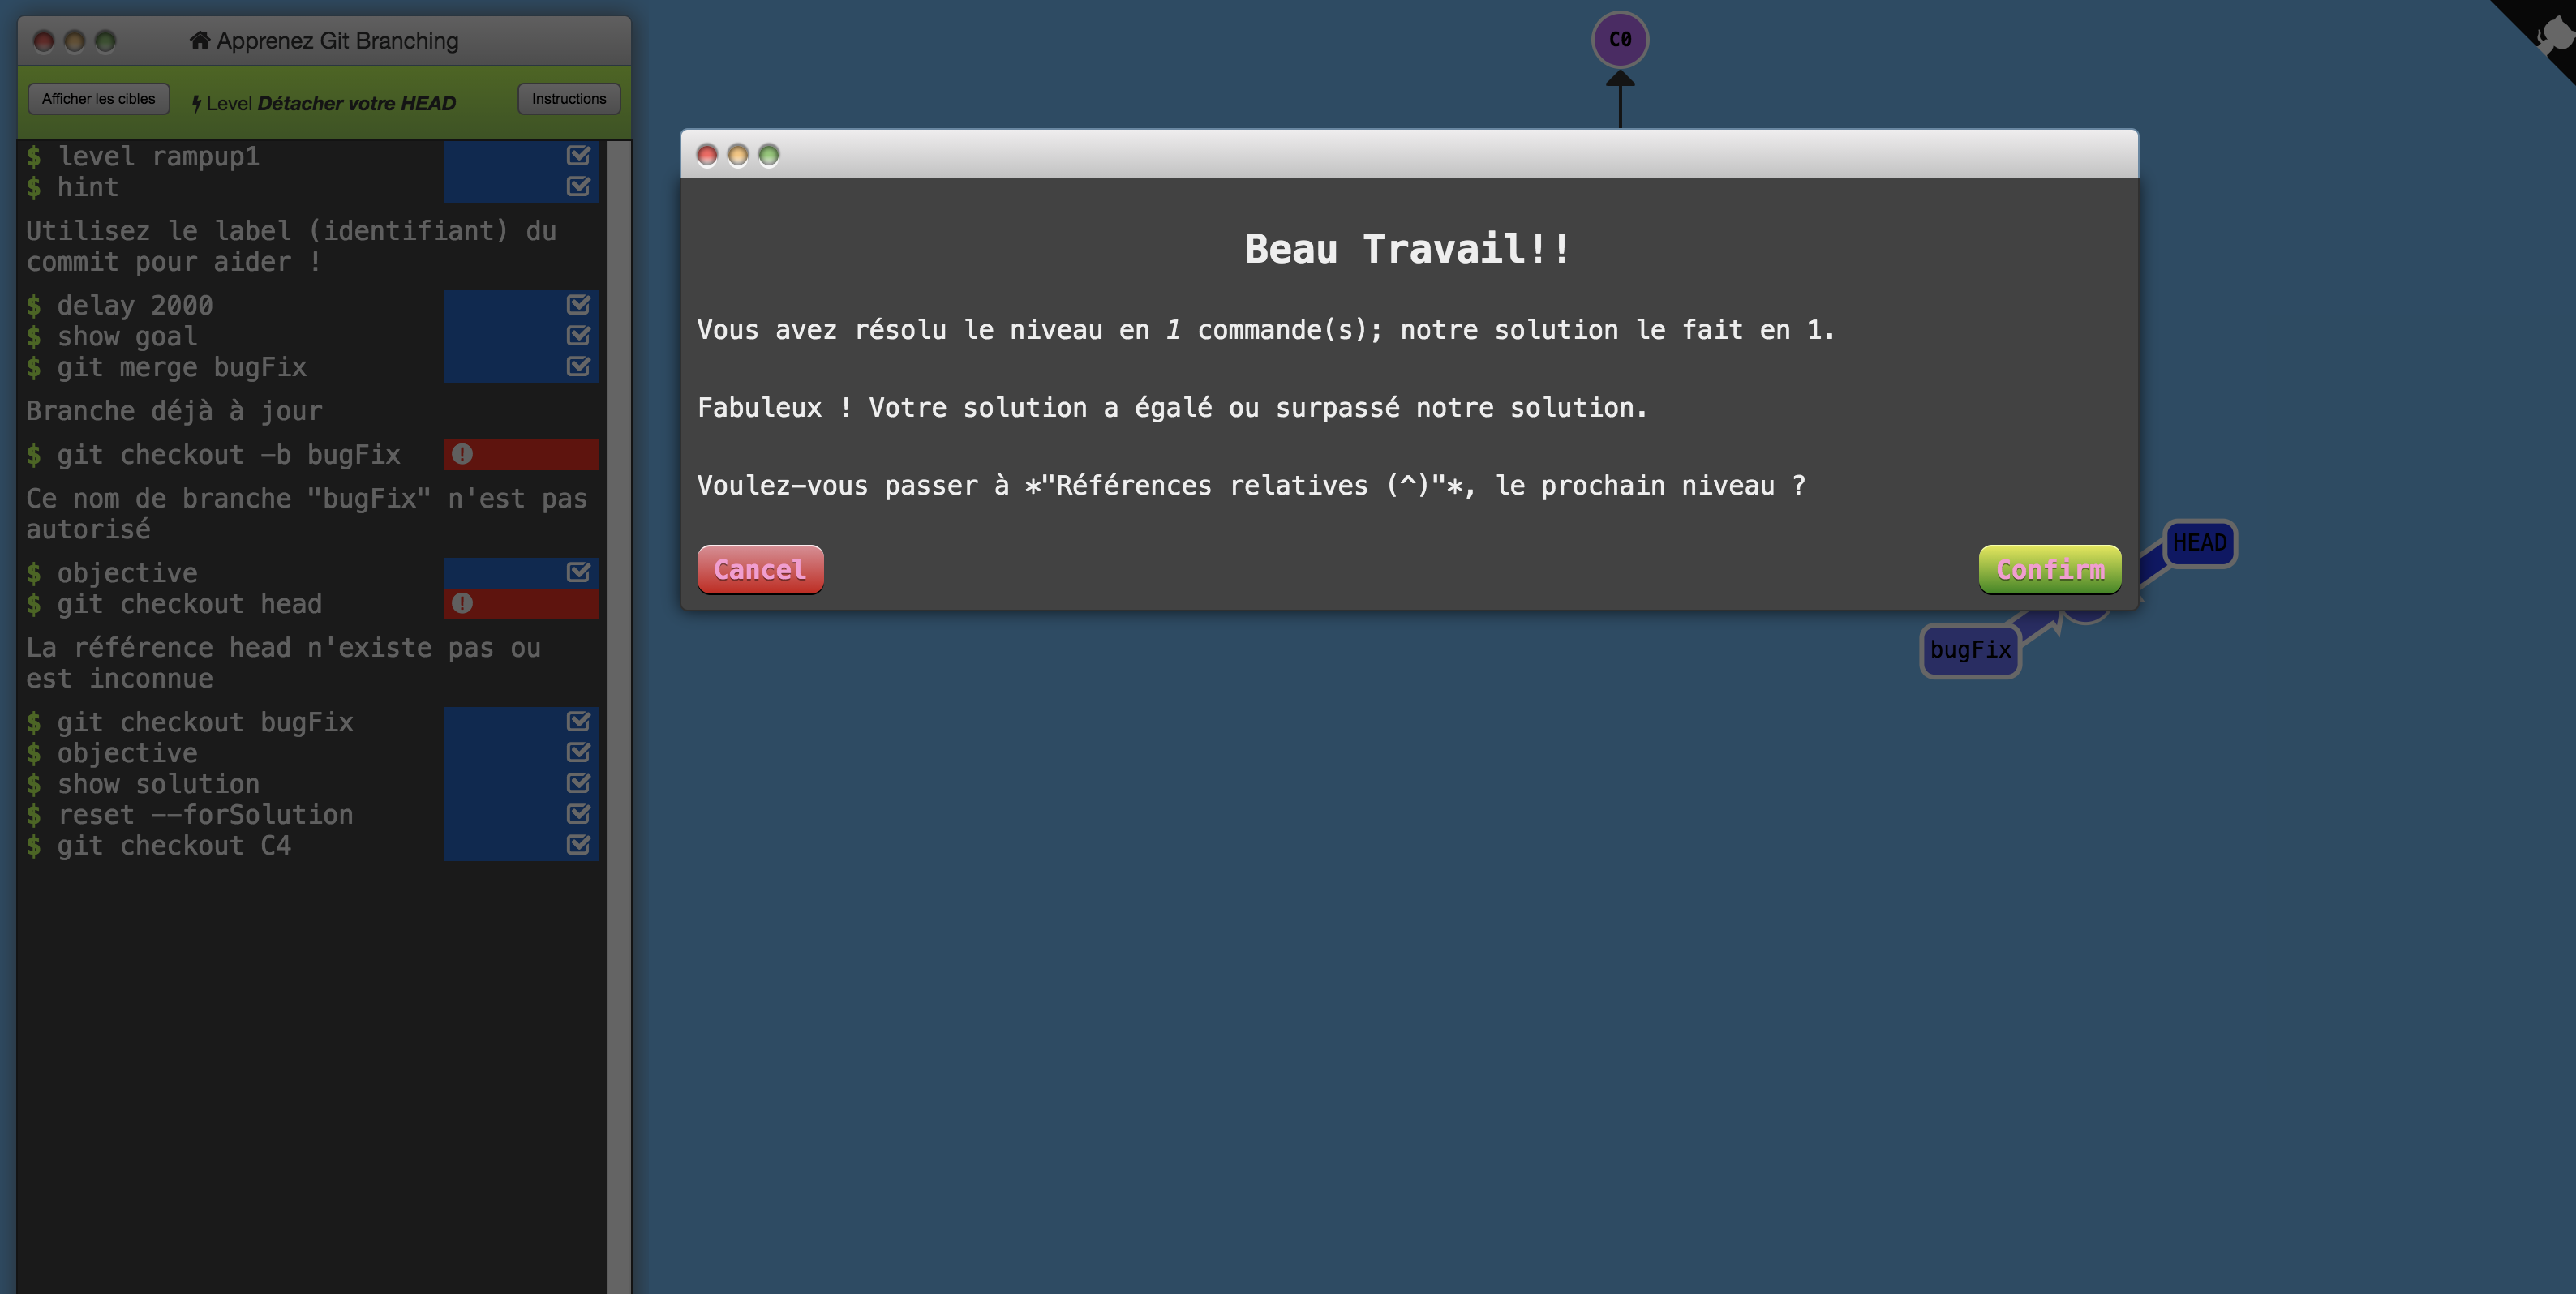 Apprenez Git Branching
Afficher les cibles
Level Détacher votre HEAD
Instructions
$ level rampup1
$ hint
Utilisez le label (identifiant) du
commit pour aider !
$ delay 2000
$ show goal
$ git merge bugFix
Branche déjà à jour
$ git checkout -b bugFix
Ce nom de branche "bugFix" n'est pas
autorisé
$ objective
$ git checkout head
La référence head n'existe pas ou
est inconnue
$ git checkout bugFix
$ objective
$ show solution
$ reset --forSolution
$ git checkout C4
C0
Beau Travail!!
Vous avez résolu le niveau en 1 commande(s); notre solution le fait en 1.
Fabuleux ! Votre solution a égalé ou surpassé notre solution.
Voulez-vous passer à *"Références relatives (^)"*, le prochain niveau ?
Cancel
Confirm
HEAD
bugFix